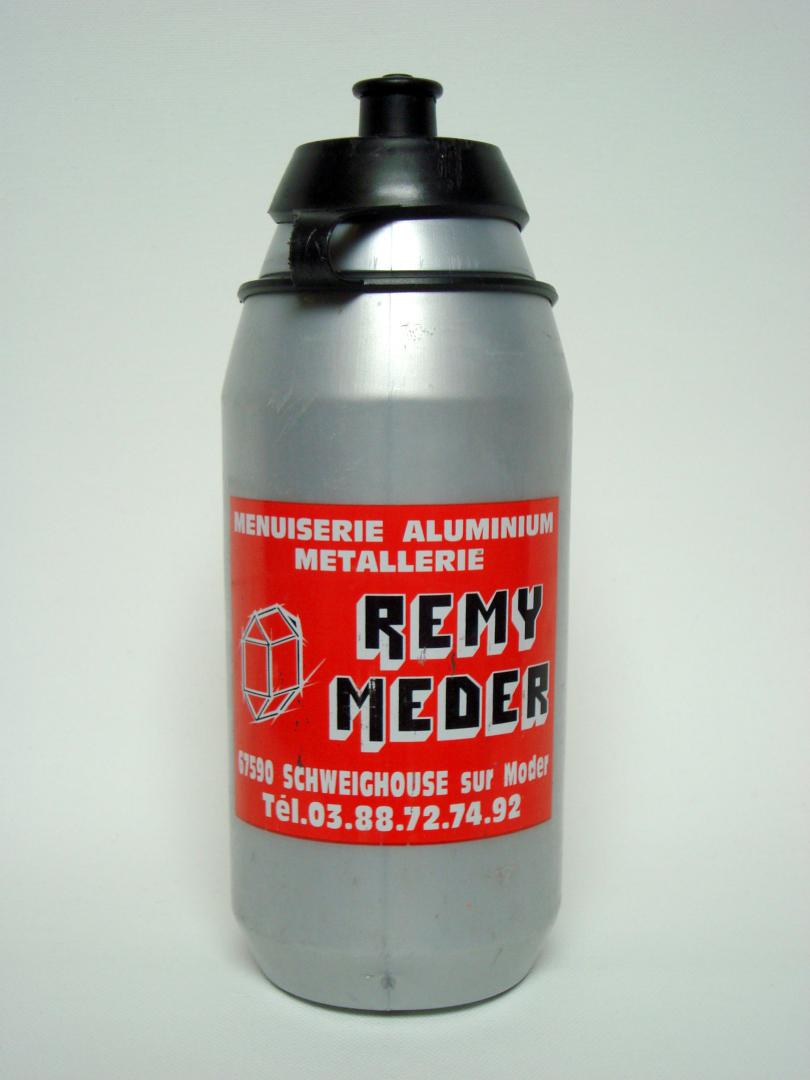 MENUISERIE ALUMINIUM
METALLERIE
REMY
MEDER
67590 SCHWEIGHOUSE sur Moder
Tél.03.88.72.74.92